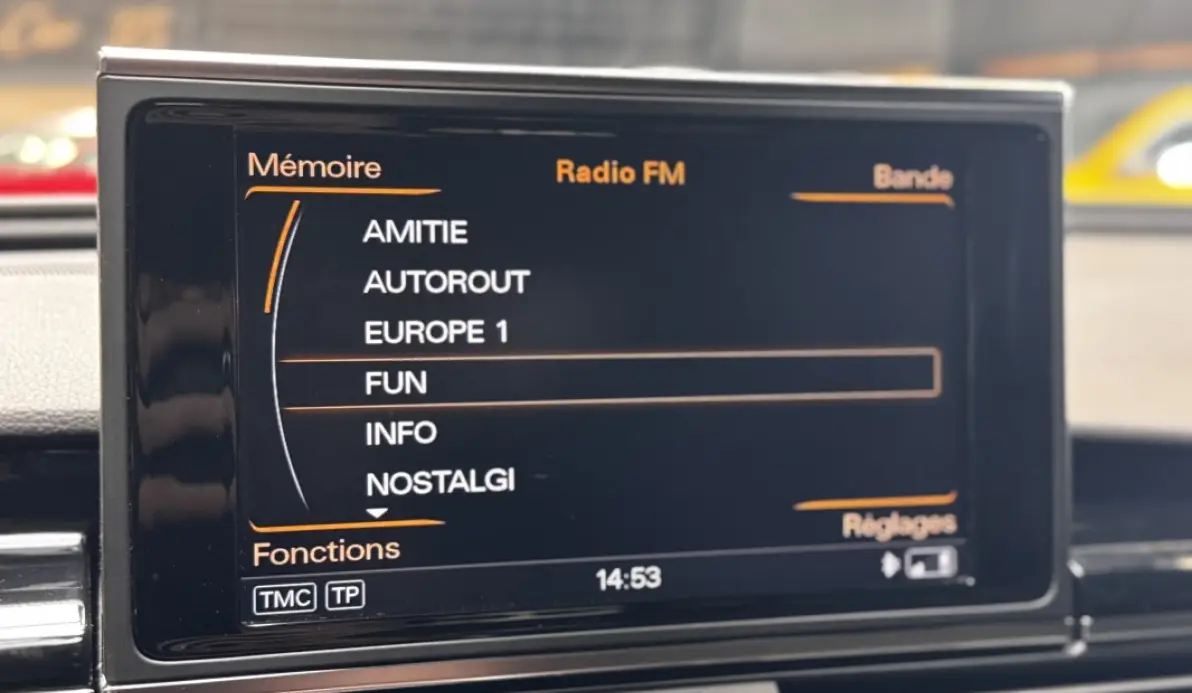 Mémoire
Radio FM
Bande
AMITIE
AUTOROUT
EUROPE 1
FUN
INFO
NOSTALGI
Fonctions
Réglages
TMC TP
14:53